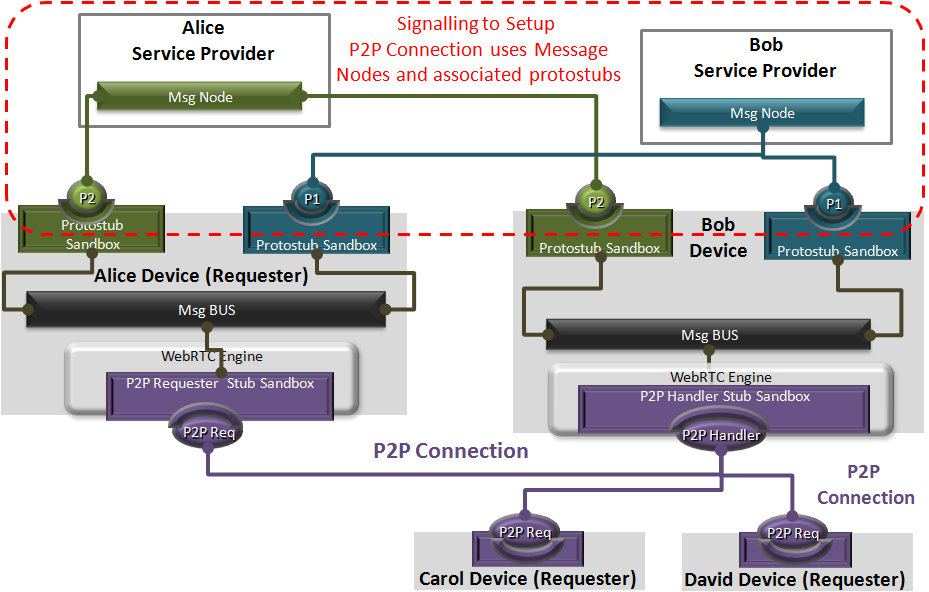 Alice
Service Provider
Msg Node
Signalling to Setup
P2P Connection uses Message
Nodes and associated protostubs
Bob
Service Provider
Msg Node
P2
Protostub
Sandbox
P1
Protostub Sandbox
P2
Protostub Sandbox
Bob
Device
P1
Protostub Sandbox
Alice Device (Requester)
Msg BUS
WebRTC Engine
P2P Requester Stub Sandbox
P2P Req
Msg BUS
WebRTC Engine
P2P Handler Stub Sandbox
P2P Handler
P2P Connection
P2P
Connection
P2P Req
Carol Device (Requester)
P2P Req
David Device (Requester)